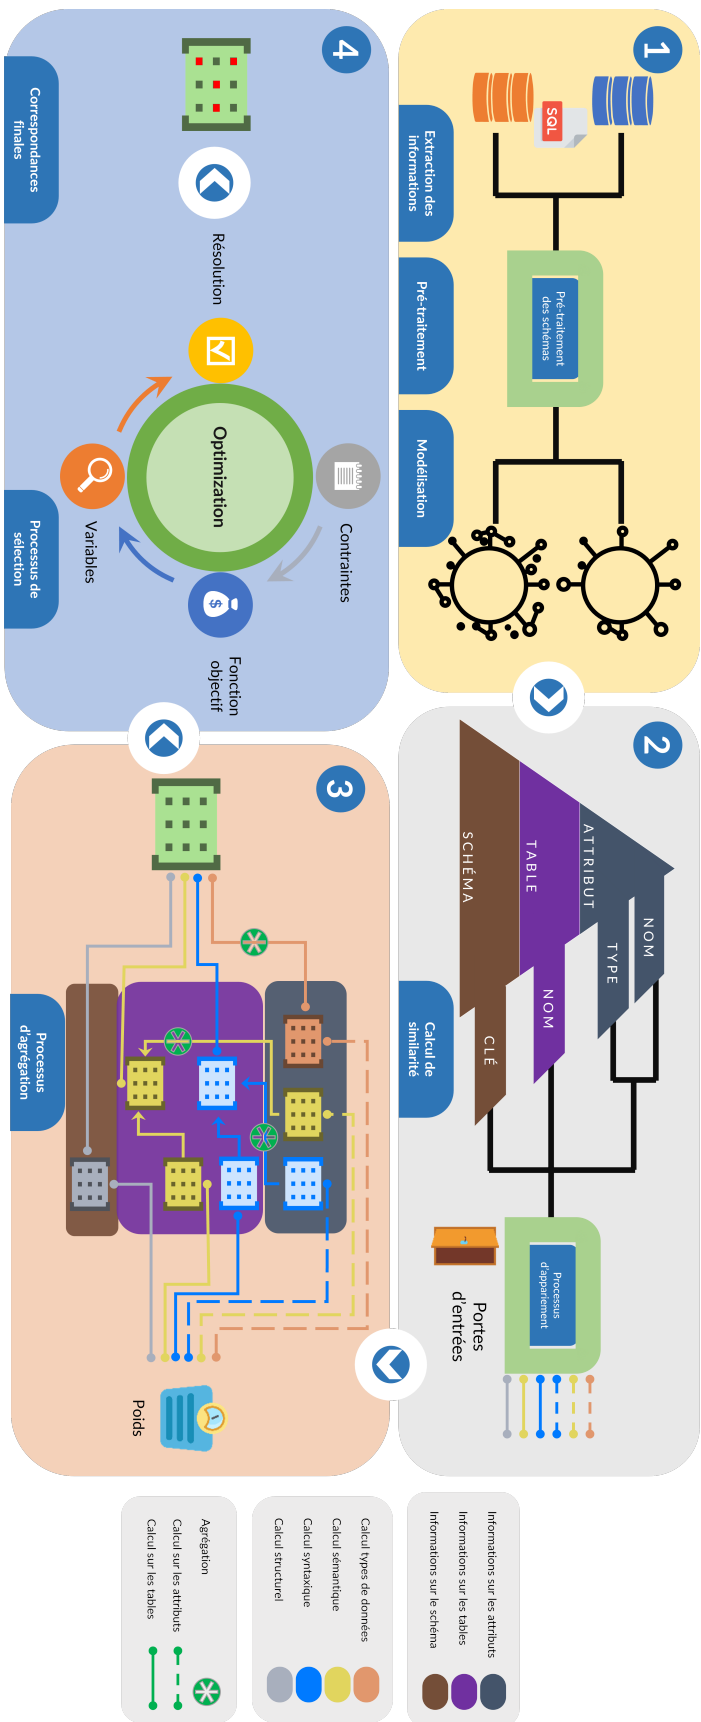 1
SQL
Extraction des
informations
Pré-traitement
des schémas
Pré-traitement
Modélisation
2
SCHÉMA
TABLE
ATTRIBUT
NOM
TYPE
NOM
CLÉ
Calcul de
similarité
Processus
d'appariement
Portes
d'entrées
3
Processus
d'agrégation
Poids
4
Correspondances
finales
Résolution
Optimization
Contraintes
Variables
$
Fonction
objectif
Processus de
sélection
Informations sur les attributs
Informations sur les tables
Informations sur le schéma
Calcul types de données
Calcul sémantique
Calcul syntaxique
Calcul structurel
Agrégation
Calcul sur les attributs
Calcul sur les tables